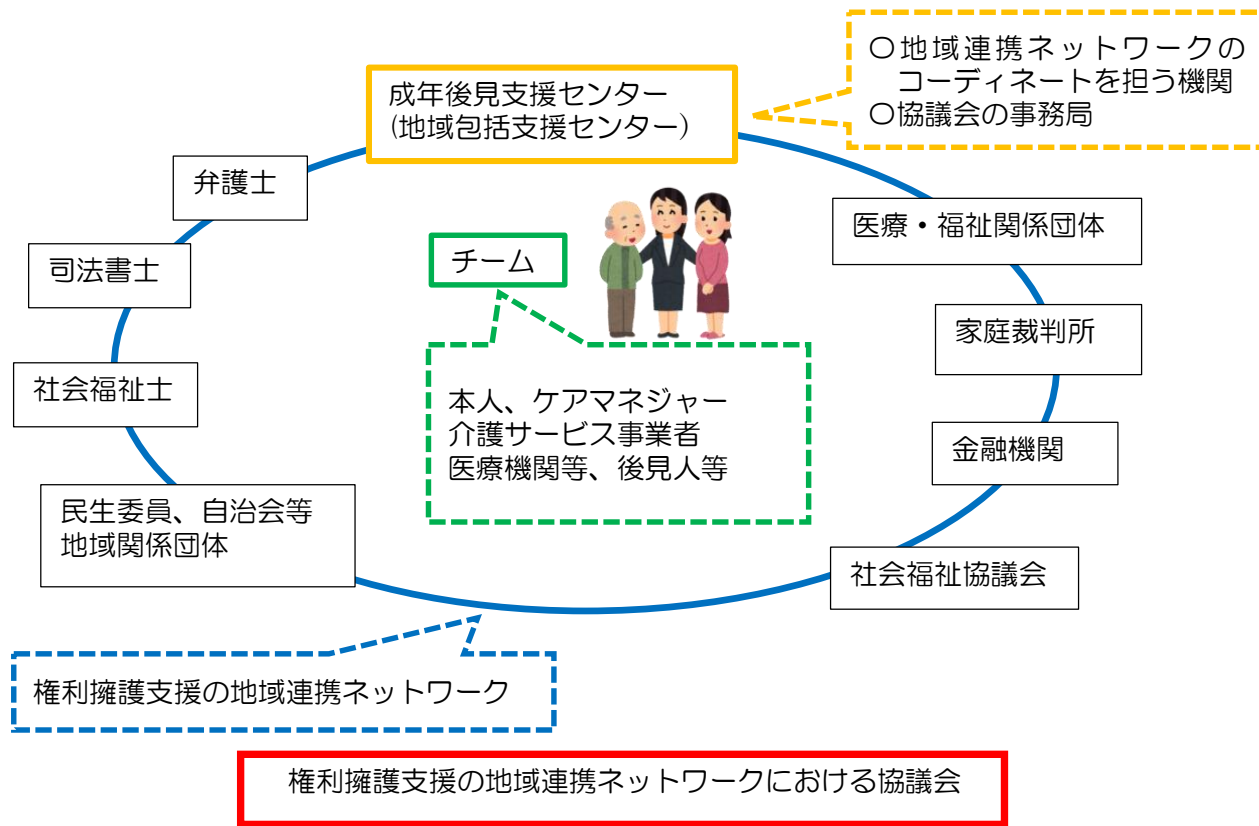 成年後見支援センター
(地域包括支援センター)
〇地域連携ネットワークの
コーディネートを担う機関
〇協議会の事務局
弁護士
医療・福祉関係団体
司法書士
チーム
家庭裁判所
社会福祉士
本人、ケアマネジャー
介護サービス事業者
医療機関等、後見人等
金融機関
民生委員、自治会等
地域関係団体
社会福祉協議会
権利擁護支援の地域連携ネットワーク
権利擁護支援の地域連携ネットワークにおける協議会